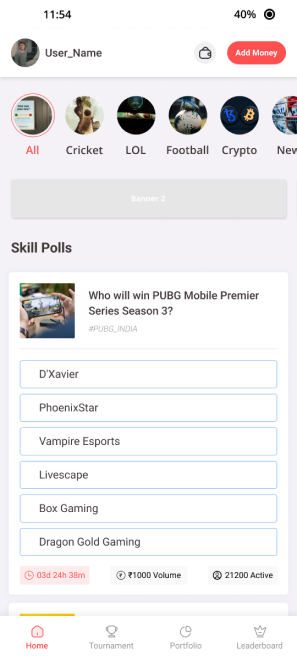 11:54
40%
User_Name
Add Money
All
Cricket
LOL
Football
Crypto
New
Banner 2
Skill Polls
Who will win PUBG Mobile Premier
Series Season 3?
#PUBG_INDIA
D'Xavier
PhoenixStar
Vampire Esports
Livescape
Box Gaming
Dragon Gold Gaming
03d 24h 38m
₹1000 Volume
21200 Active
Home
Tournament
Portfolio
Leaderboard